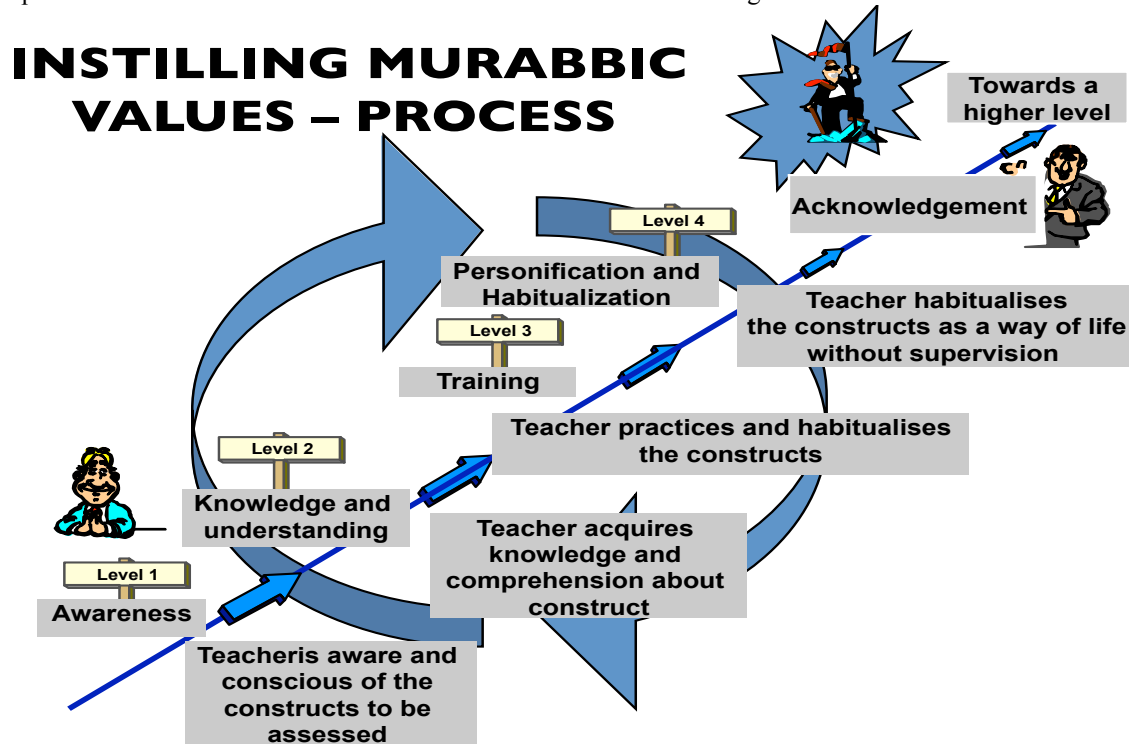 INSTILLING MURABBIC
VALUES – PROCESS
Towards a
higher level
Acknowledgement
Level 4
Personification and
Habitualization
Teacher habitualises
the constructs as a way of life
without supervision
Level 3
Training
Teacher practices and habitualises
the constructs
Level 2
Knowledge and
understanding
Teacher acquires
knowledge and
comprehension about
construct
Level 1
Awareness
Teacheris aware and
conscious of the
constructs to be
assessed